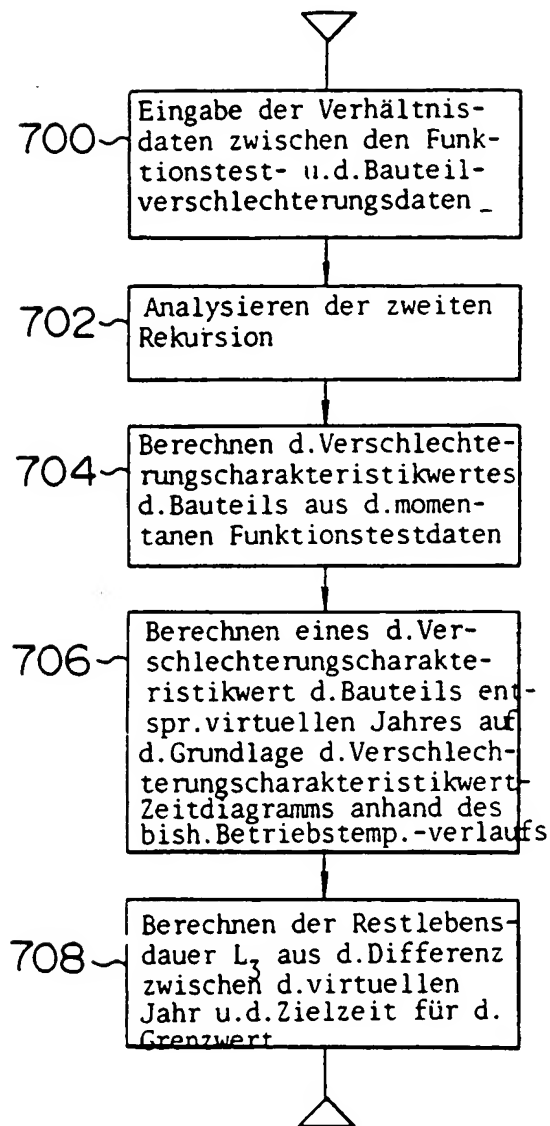 700
Eingabe der Verhältnis-
daten zwischen den Funk-
tionstest- u.d.Bauteil-
verschlechterungsdaten
702
Analysieren der zweiten
Rekursion
704
Berechnen d.Verschlechte-
rungscharakteristikwertes
d.Bauteils aus d.momen-
tanen Funktionstestdaten
706
Berechnen eines d.Ver-
schlechterungscharakte-
ristikwert d.Bauteils ent-
spr.virtuellen Jahres auf
d.Grundlage d.Verschlech-
terungscharakteristikwert-
Zeitdiagramms anhand des
bish.Betriebstemp.-verlaufs
708
Berechnen der Restlebens-
dauer L3 aus d.Differenz
zwischen d.virtuellen
Jahr u.d.Zielzeit für d.
Grenzwert